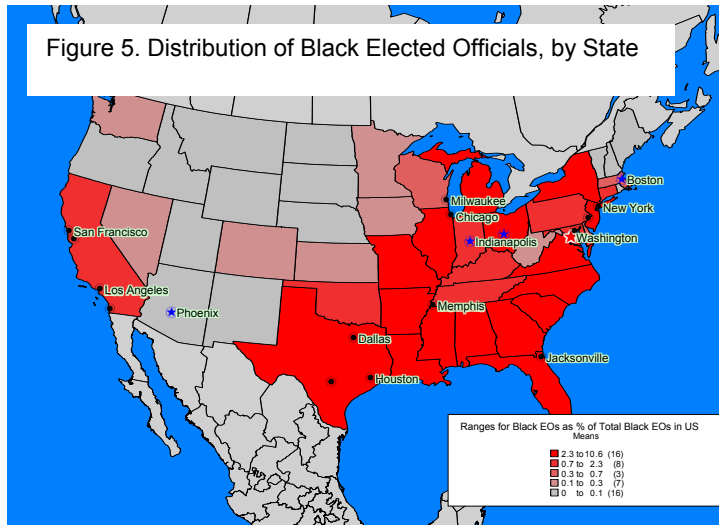 Figure 5. Distribution of Black Elected Officials, by State
Boston
Milwaukee
Chicago
New York
San Francisco
Indianapolis
Washington
Los Angeles
Phoenix
Memphis
Dallas
Jacksonville
Houston
Ranges for Black EOs as % of Total Black EOs in US
Means
2.3 to 10.6 (16)
0.7 to 2.3 (8)
0.3 to 0.7 (3)
0.1 to 0.3 (7)
0 to 0.1 (16)